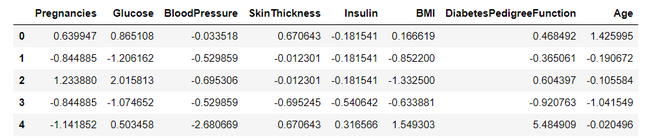 Pregnancies Glucose BloodPressure SkinThickness Insulin BMI DiabetesPedigreeFunction Age
0 0.639947 0.865108 -0.033518 0.670643 -0.181541 0.166619 0.468492 1.425995
1 -0.844885 -1.206162 -0.529859 -0.012301 -0.181541 -0.852200 -0.365061 -0.190672
2 1.233880 2.015813 -0.695306 -0.012301 -0.181541 -1.332500 0.604397 -0.105584
3 -0.844885 -1.074652 -0.529859 -0.695245 -0.540642 -0.633881 -0.920763 -1.041549
4 -1.141852 0.503458 -2.680669 0.670643 0.316566 1.549303 5.484909 -0.020496